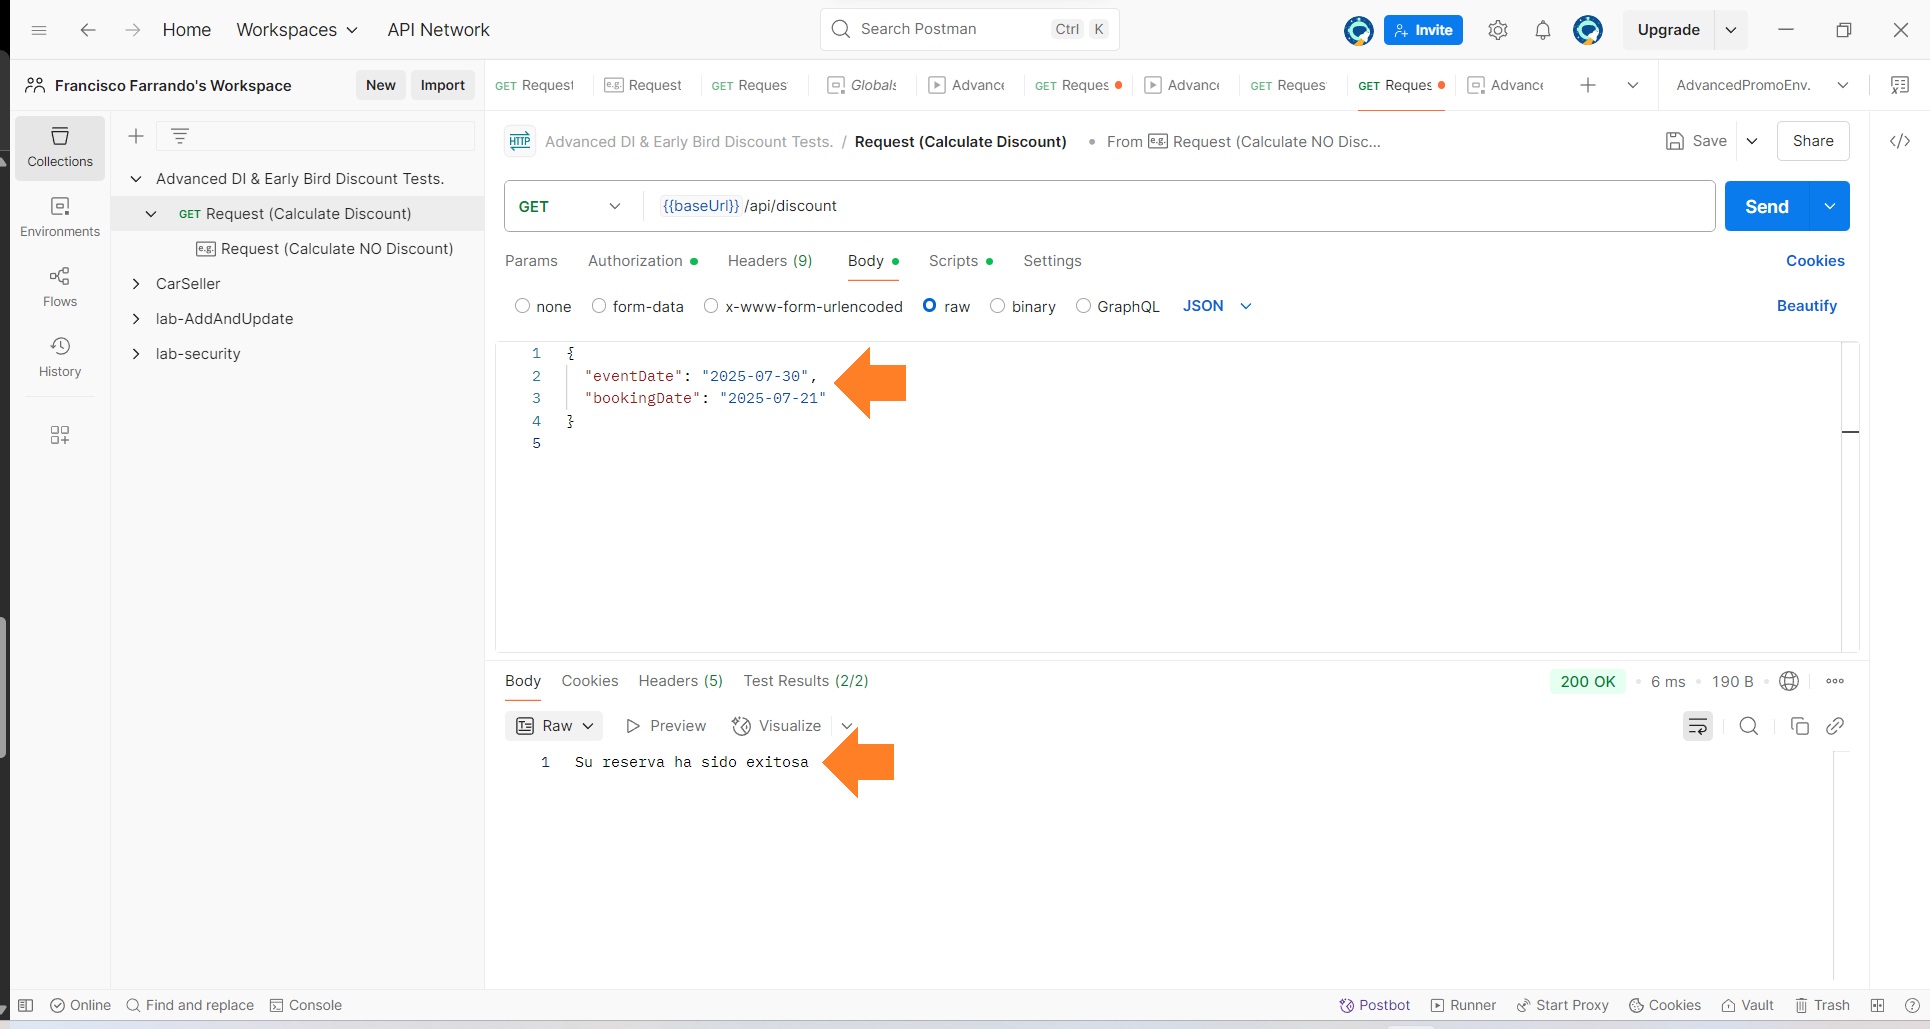 Home Workspaces API Network Search Postman Ctrl K Invite Upgrade
Francisco Farrando's Workspace New Import GET Request e.g. Request GET Reques Globals Advance GET Reques Advance GET Reques GET Reques Advance AdvancedPromoEnv.
Collections
Environments
Flows
History
Advanced DI & Early Bird Discount Tests.
GET Request (Calculate Discount)
e.g. Request (Calculate NO Discount)
CarSeller
lab-AddAndUpdate
lab-security
HTTP Advanced DI & Early Bird Discount Tests. / Request (Calculate Discount) • From e.g. Request (Calculate NO Disc... Save Share </>
GET {{baseUrl}} /api/discount Send
Params Authorization Headers (9) Body Scripts Settings Cookies
none form-data x-www-form-urlencoded raw binary GraphQL JSON Beautify
1 {
2 "eventDate": "2025-07-30",
3 "bookingDate": "2025-07-21"
4 }
5
Body Cookies Headers (5) Test Results (2/2) 200 OK • 6 ms • 190 B
Raw Preview Visualize
1 Su reserva ha sido exitosa
Online Find and replace Console Postbot Runner Start Proxy Cookies Vault Trash